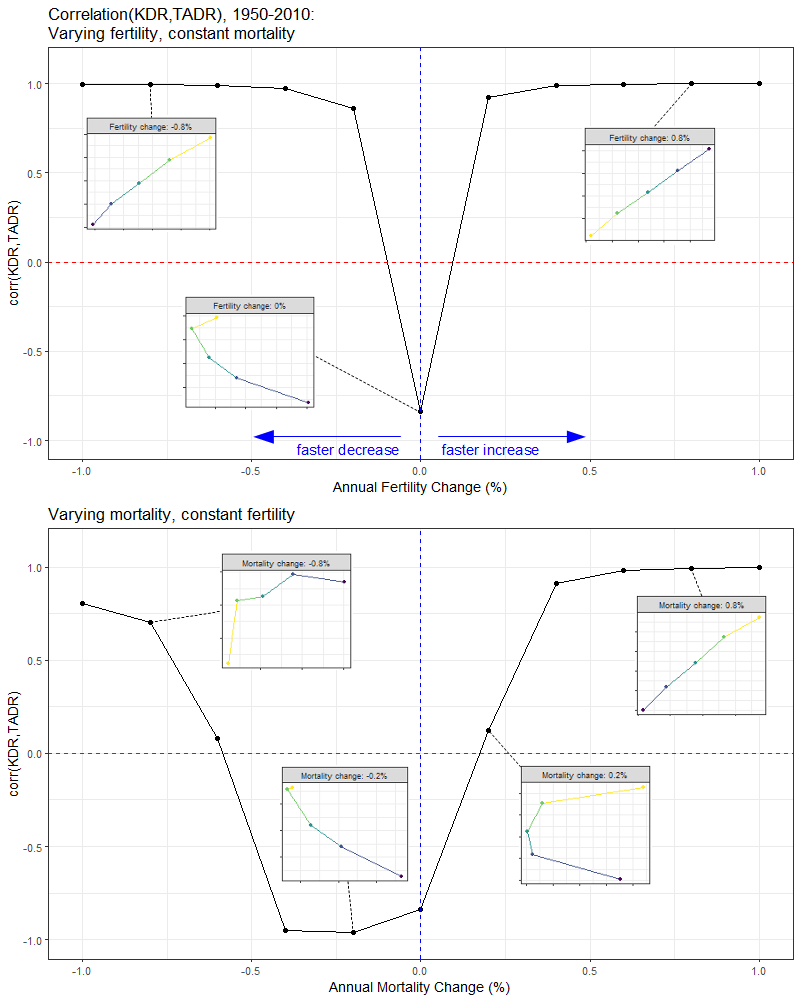 Correlation(KDR,TADR), 1950-2010:
Varying fertility, constant mortality
corr(KDR,TADR)
1.0
0.5
0.0
-0.5
-1.0
Fertility change: -0.8%
Fertility change: 0.8%
Fertility change: 0%
faster decrease
faster increase
-1.0
-0.5
0.0
0.5
1.0
Annual Fertility Change (%)
Varying mortality, constant fertility
corr(KDR,TADR)
1.0
0.5
0.0
-0.5
-1.0
Mortality change: -0.8%
Mortality change: 0.8%
Mortality change: -0.2%
Mortality change: 0.2%
-1.0
-0.5
0.0
0.5
1.0
Annual Mortality Change (%)